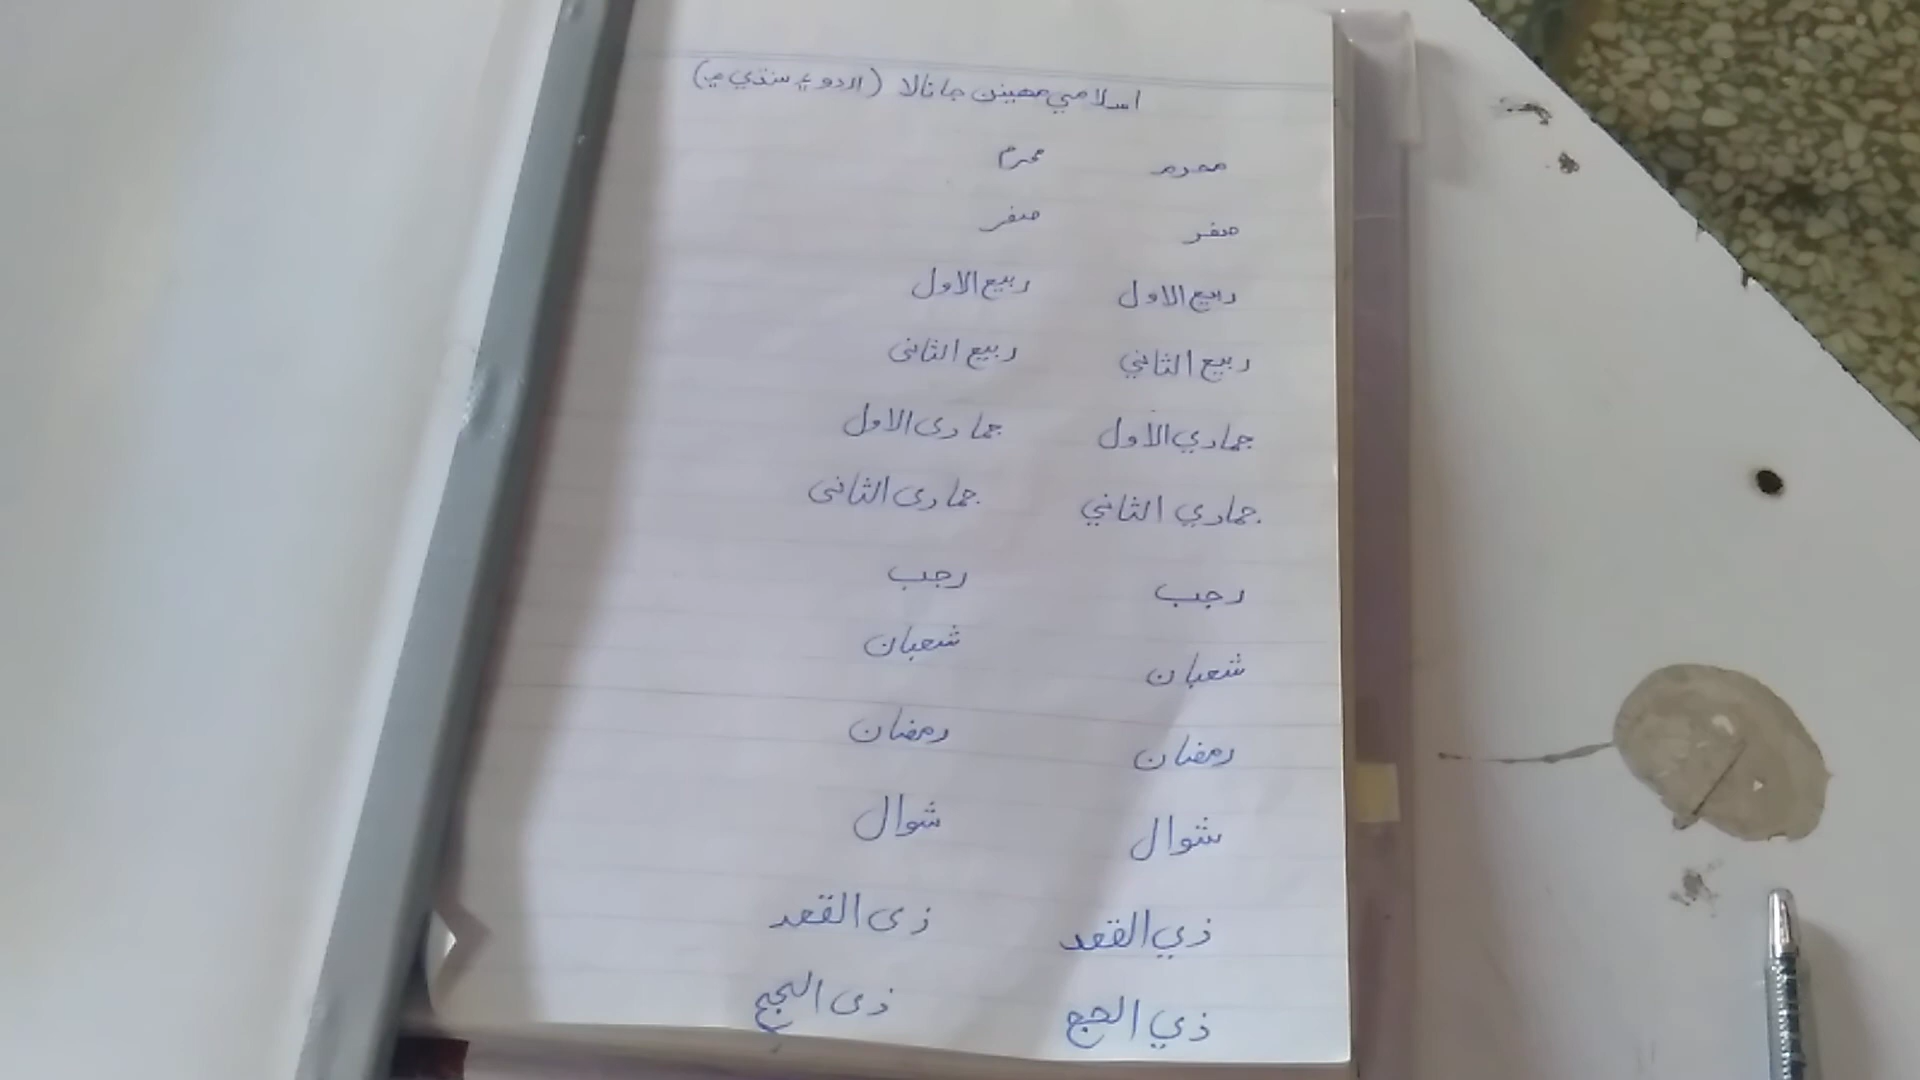 اسلامي مهينن جا نالا (اردو ۽ سنڌي ۾)
محرم محرم
صفر صفر
ربيع الاول ربیع الاول
ربيع الثاني ربیع الثانی
جمادي الاول جمادی الاول
جمادي الثاني جمادی الثانی
رجب رجب
شعبان شعبان
رمضان رمضان
شوال شوال
ذي القعد ذی القعد
ذي الحج ذی الحج